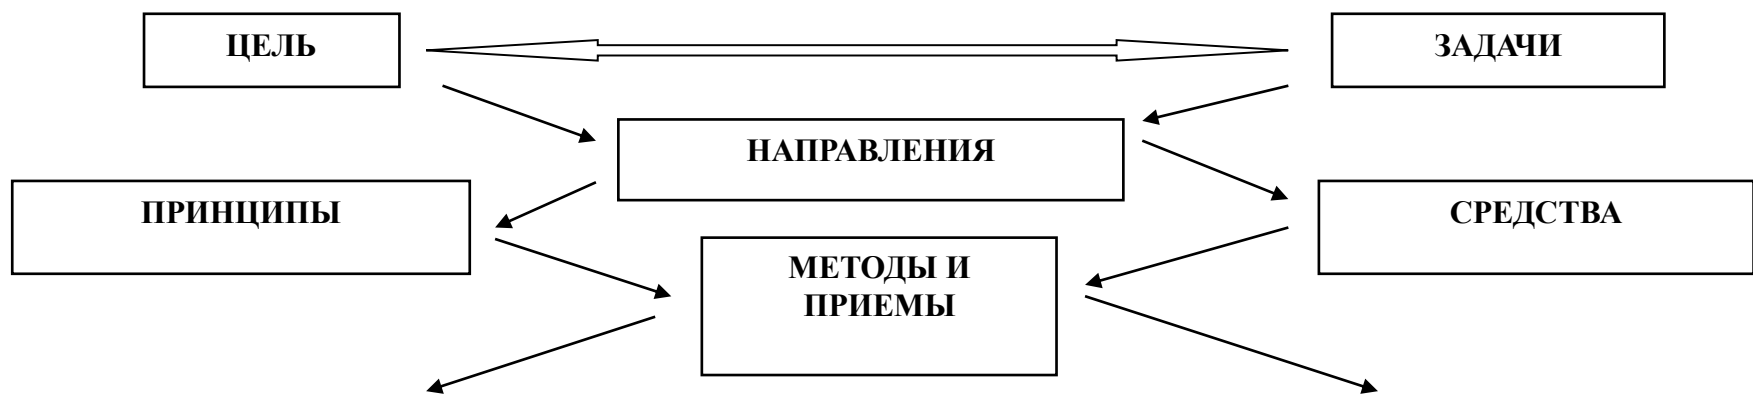 ЦЕЛЬ
ЗАДАЧИ
НАПРАВЛЕНИЯ
ПРИНЦИПЫ
СРЕДСТВА
МЕТОДЫ И
ПРИЕМЫ